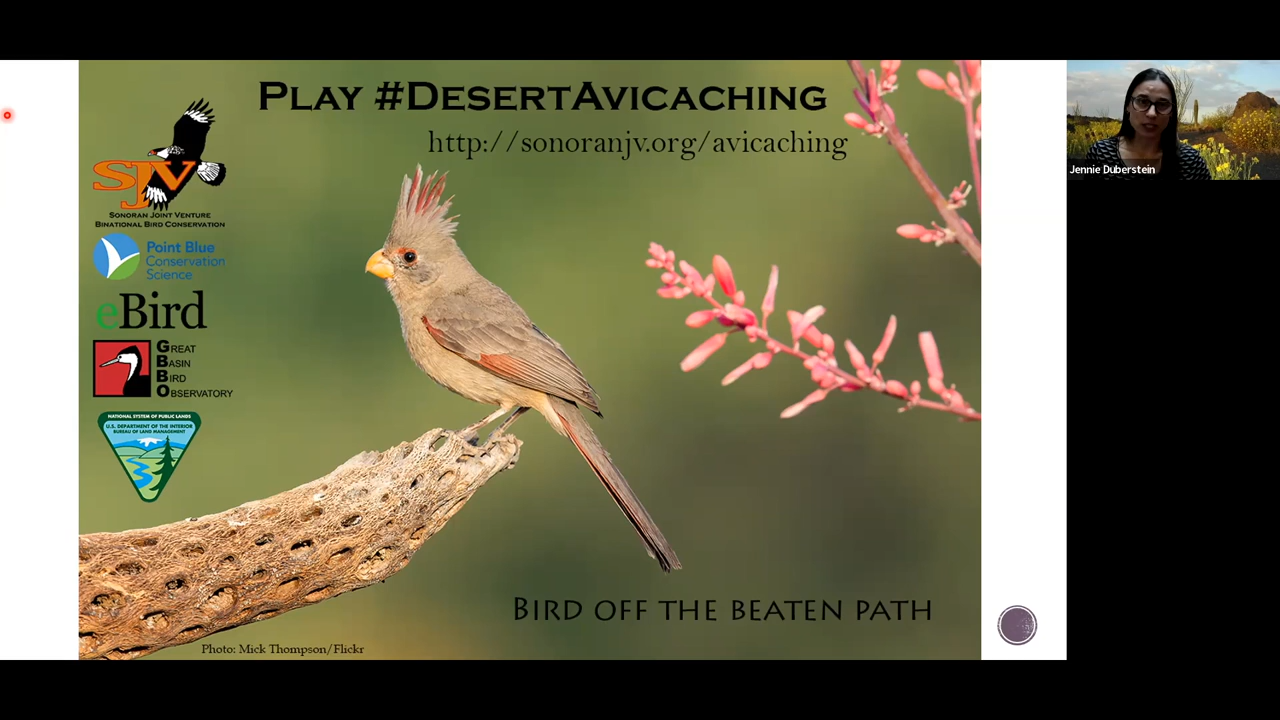 PLAY #DESERTAVICACHING
http://sonoranjv.org/avicaching
SJV
SONORAN JOINT VENTURE
BINATIONAL BIRD CONSERVATION
Point Blue
Conservation
Science
eBird
GREAT
BASIN
BIRD
OBSERVATORY
NATIONAL SYSTEM OF PUBLIC LANDS
U.S. DEPARTMENT OF THE INTERIOR
BUREAU OF LAND MANAGEMENT
BIRD OFF THE BEATEN PATH
Photo: Mick Thompson/Flickr
Jennie Duberstein